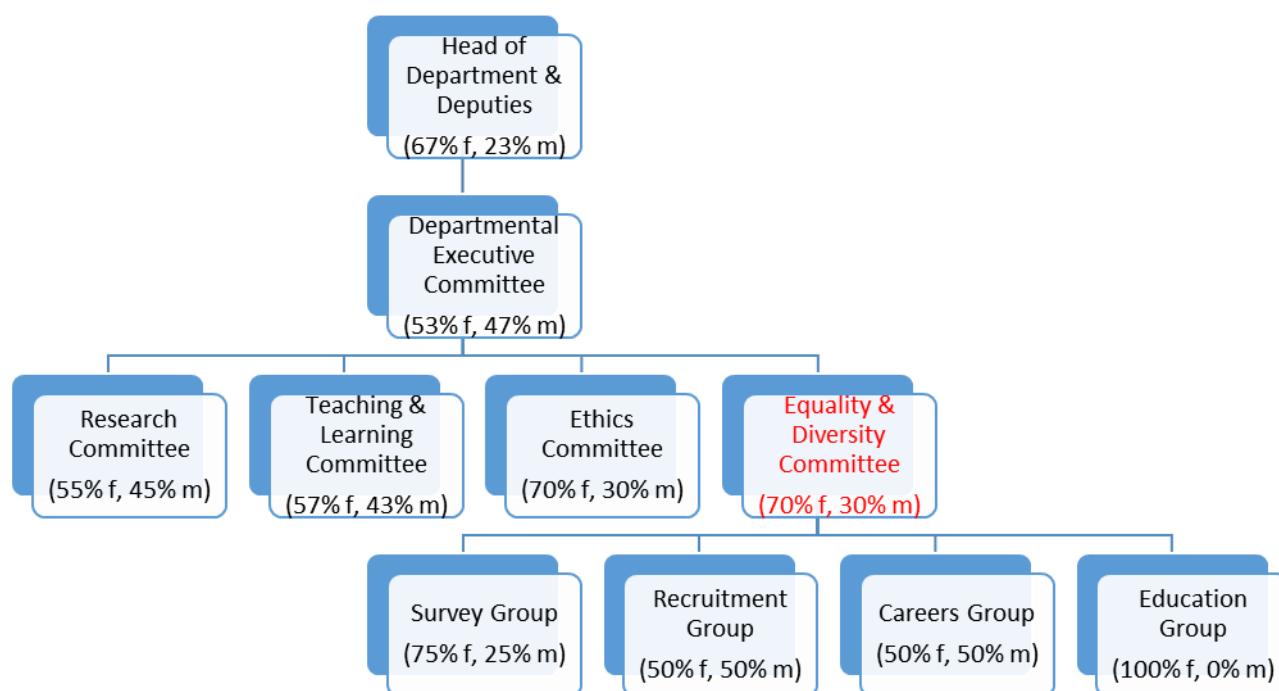 Head of
Department &
Deputies
(67% f, 23% m)
Departmental
Executive
Committee
(53% f, 47% m)
Research
Committee
(55% f, 45% m)
Teaching &
Learning
Committee
(57% f, 43% m)
Ethics
Committee
(70% f, 30% m)
Equality &
Diversity
Committee
(70% f, 30% m)
Survey Group
(75% f, 25% m)
Recruitment
Group
(50% f, 50% m)
Careers Group
(50% f, 50% m)
Education
Group
(100% f, 0% m)